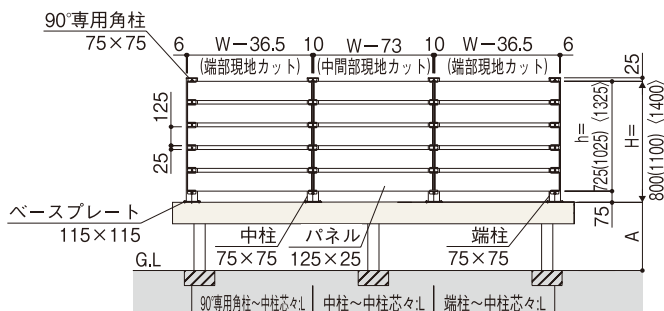 90°専用角柱
75×75
6 W-36.5 10 W-73 10 W-36.5 6
(端部現地カット) (中間部現地カット) (端部現地カット)
25
125
25
h=
725(1025)〈1325〉
H=
800(1100)〈1400〉
75
A
ベースプレート
115×115
中柱
75×75
パネル
125×25
端柱
75×75
G.L
90°専用角柱~中柱芯々:L 中柱~中柱芯々:L 端柱~中柱芯々:L